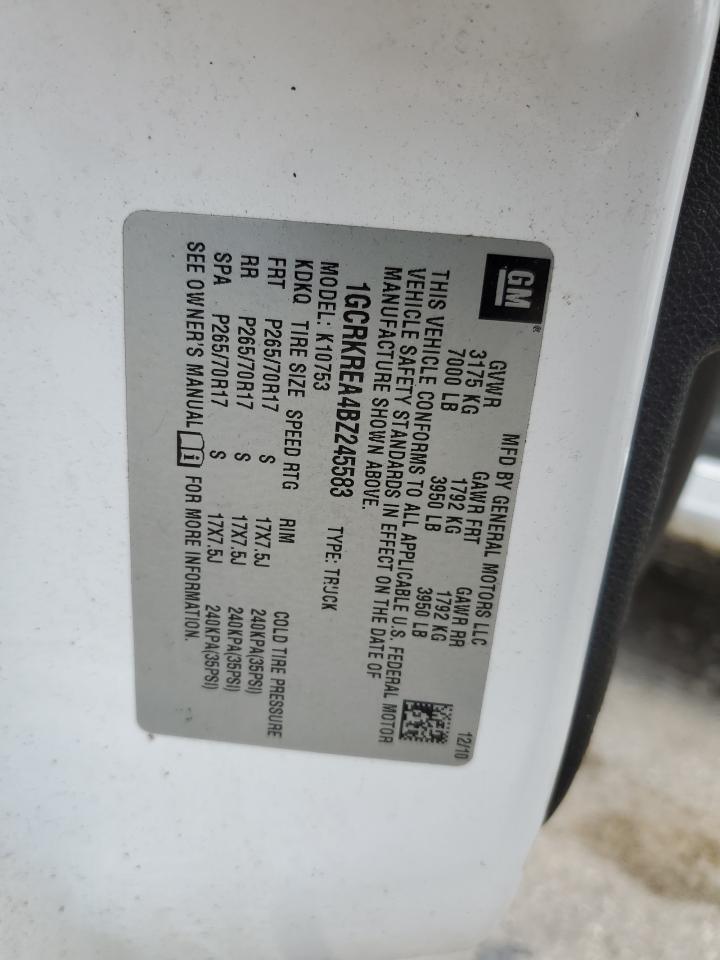 GM ®
MFD BY GENERAL MOTORS LLC 12/10
GVWR GAWR FRT GAWR RR
3175 KG 1792 KG 1792 KG
7000 LB 3950 LB 3950 LB
THIS VEHICLE CONFORMS TO ALL APPLICABLE U.S. FEDERAL MOTOR
VEHICLE SAFETY STANDARDS IN EFFECT ON THE DATE OF
MANUFACTURE SHOWN ABOVE.
1GCRKREA4BZ245583 TYPE: TRUCK
MODEL: K10753
KDKQ TIRE SIZE SPEED RTG RIM COLD TIRE PRESSURE
FRT P265/70R17 S 17X7.5J 240KPA(35PSI)
RR P265/70R17 S 17X7.5J 240KPA(35PSI)
SPA P265/70R17 S 17X7.5J 240KPA(35PSI)
SEE OWNER'S MANUAL i FOR MORE INFORMATION.